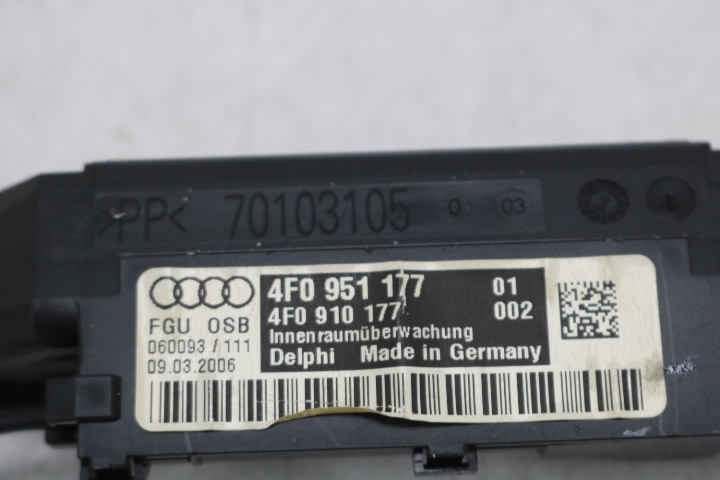 >PP< 70103105 0 03
4F0 951 177 01
4F0 910 177 002
Innenraumüberwachung
Delphi Made in Germany
FGU OSB
060093 / 111
09.03.2006